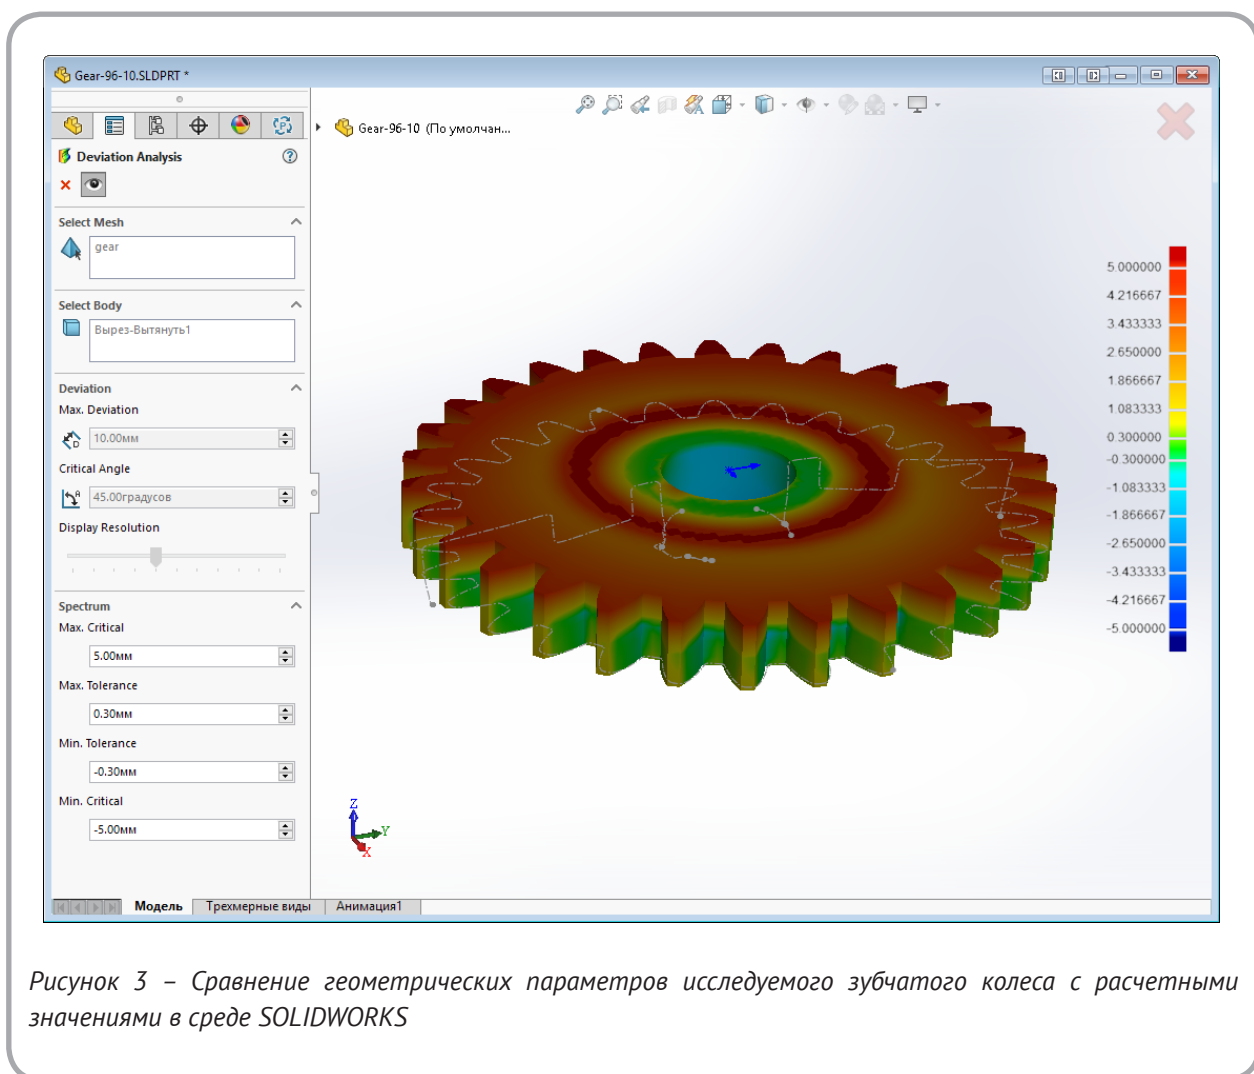 Gear-96-10.SLDPRT *
Gear-96-10 (По умолчан...
Deviation Analysis
Select Mesh
gear
Select Body
Вырез-Вытянуть1
Deviation
Max. Deviation
10.00мм
Critical Angle
45.00градусов
Display Resolution
Spectrum
Max. Critical
5.00мм
Max. Tolerance
0.30мм
Min. Tolerance
-0.30мм
Min. Critical
-5.00мм
5.000000
4.216667
3.433333
2.650000
1.866667
1.083333
0.300000
-0.300000
-1.083333
-1.866667
-2.650000
-3.433333
-4.216667
-5.000000
Z
Y
X
Модель
Трехмерные виды
Анимация1
Рисунок 3 – Сравнение геометрических параметров исследуемого зубчатого колеса с расчетными
значениями в среде SOLIDWORKS